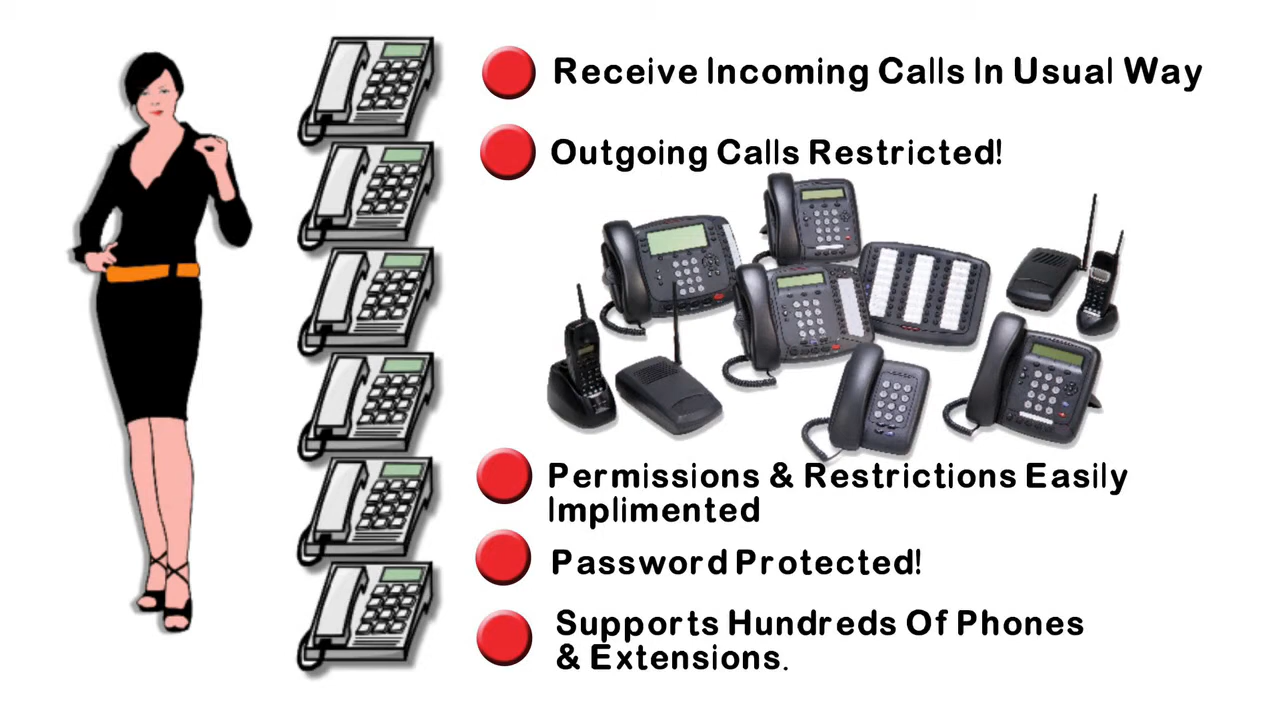 Receive Incoming Calls In Usual Way
Outgoing Calls Restricted!
Permissions & Restrictions Easily
Implimented
Password Protected!
Supports Hundreds Of Phones
& Extensions.